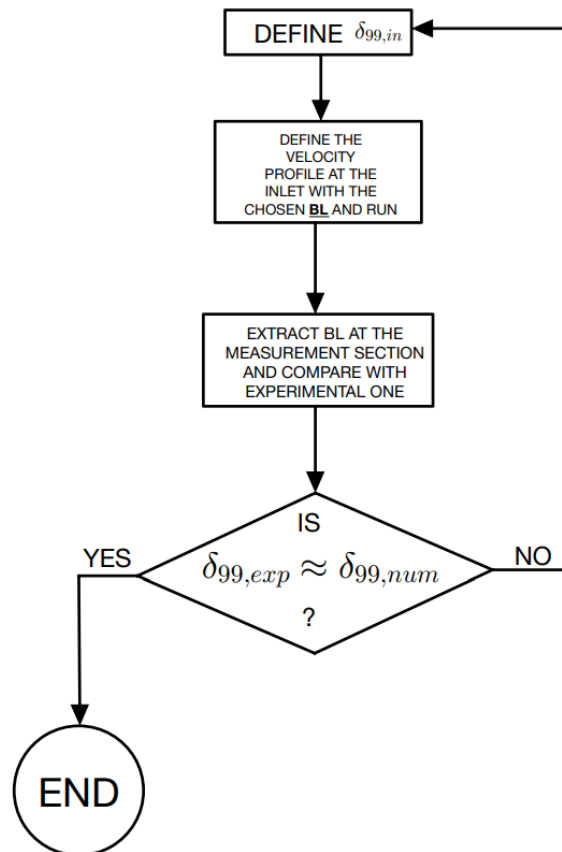 DEFINE δ99,in
DEFINE THE
VELOCITY
PROFILE AT THE
INLET WITH THE
CHOSEN BL AND RUN
EXTRACT BL AT THE
MEASUREMENT SECTION
AND COMPARE WITH
EXPERIMENTAL ONE
IS
YES
δ99,exp ≈ δ99,num
NO
?
END